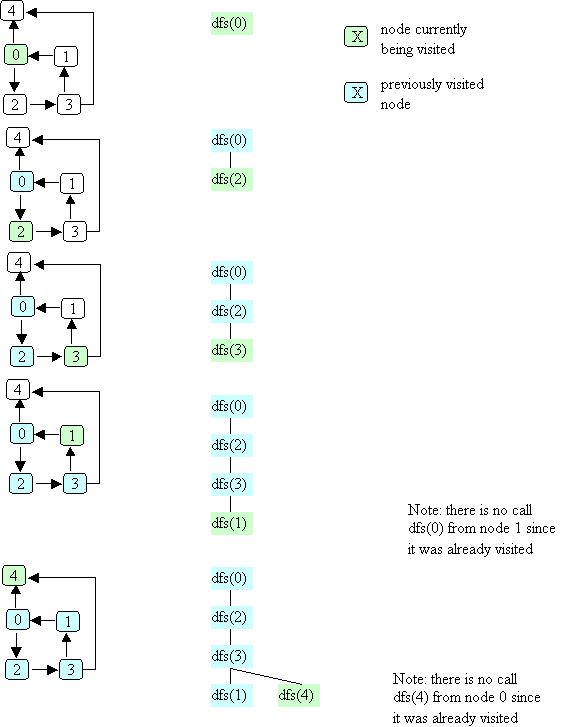 4
0
1
2
3
dfs(0)
X
node currently
being visited
X
previously visited
node
4
0
1
2
3
dfs(0)
dfs(2)
4
0
1
2
3
dfs(0)
dfs(2)
dfs(3)
4
0
1
2
3
dfs(0)
dfs(2)
dfs(3)
dfs(1)
Note: there is no call
dfs(0) from node 1 since
it was already visited
4
0
1
2
3
dfs(0)
dfs(2)
dfs(3)
dfs(1) dfs(4)
Note: there is no call
dfs(4) from node 0 since
it was already visited